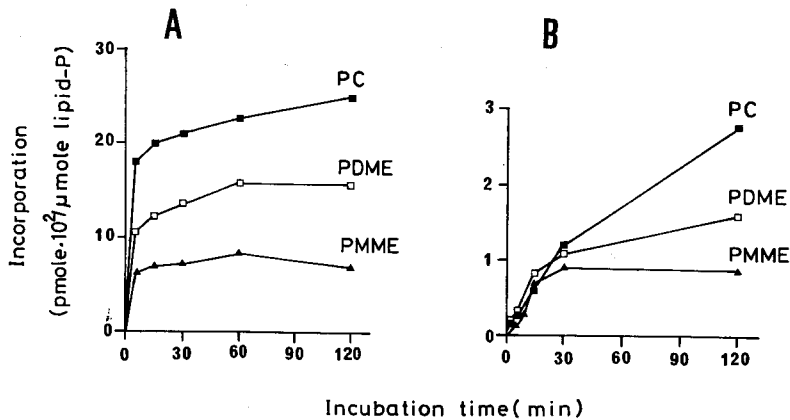 A
B
Incorporation
(pmole·10²/µmole lipid-P)
30
20
10
0
PC
PDME
PMME
0 30 60 90 120
3
2
1
0
PC
PDME
PMME
0 30 60 90 120
Incubation time(min)